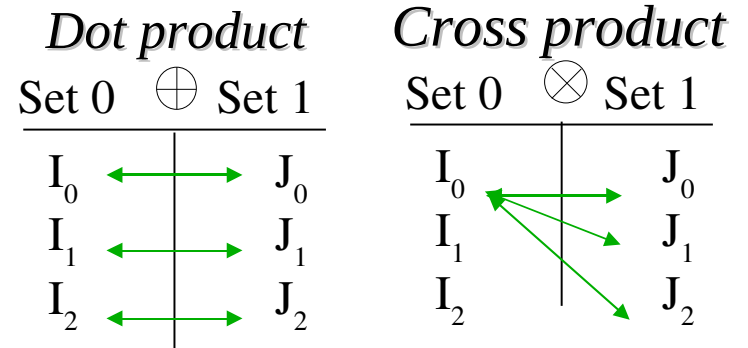 Dot product
Set 0 ⊕ Set 1
I₀ J₀
I₁ J₁
I₂ J₂
Cross product
Set 0 ⊗ Set 1
I₀ J₀
I₁ J₁
I₂ J₂